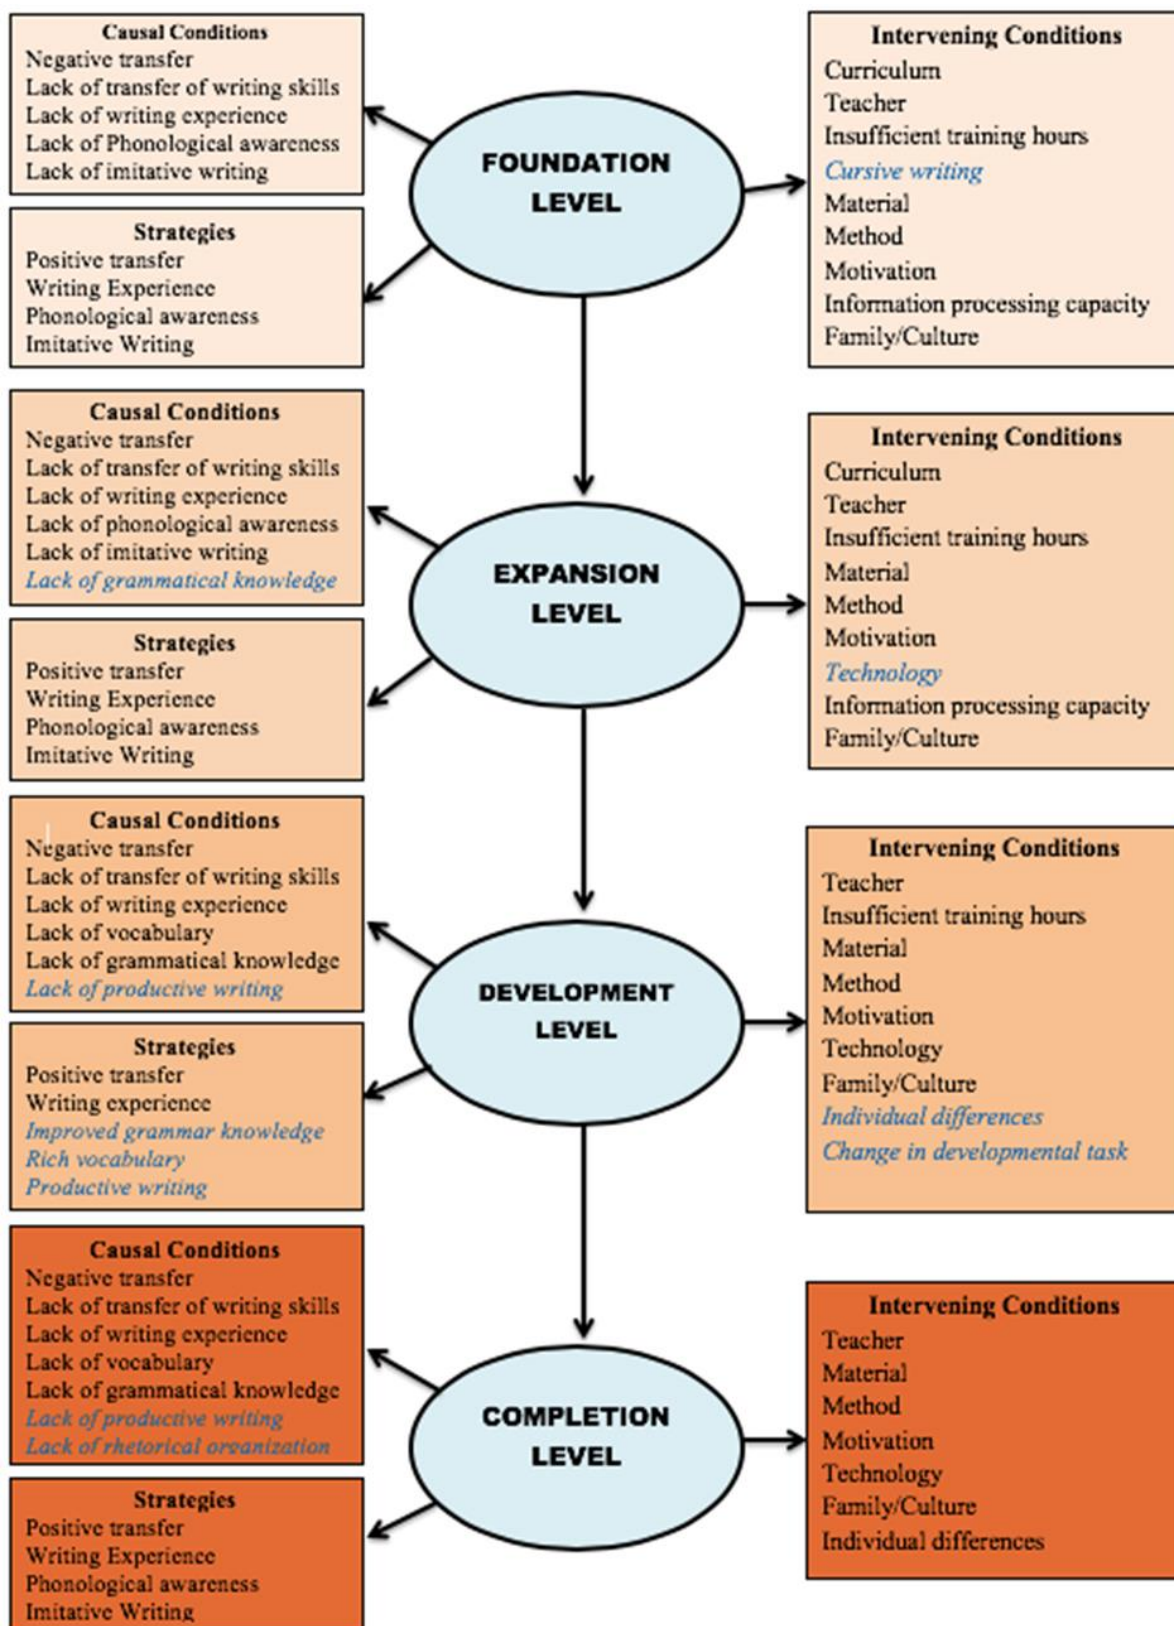 Causal Conditions
Negative transfer
Lack of transfer of writing skills
Lack of writing experience
Lack of Phonological awareness
Lack of imitative writing
Strategies
Positive transfer
Writing Experience
Phonological awareness
Imitative Writing
FOUNDATION
LEVEL
Intervening Conditions
Curriculum
Teacher
Insufficient training hours
Cursive writing
Material
Method
Motivation
Information processing capacity
Family/Culture
Causal Conditions
Negative transfer
Lack of transfer of writing skills
Lack of writing experience
Lack of phonological awareness
Lack of imitative writing
Lack of grammatical knowledge
Strategies
Positive transfer
Writing Experience
Phonological awareness
Imitative Writing
EXPANSION
LEVEL
Intervening Conditions
Curriculum
Teacher
Insufficient training hours
Material
Method
Motivation
Technology
Information processing capacity
Family/Culture
Causal Conditions
Negative transfer
Lack of transfer of writing skills
Lack of writing experience
Lack of vocabulary
Lack of grammatical knowledge
Lack of productive writing
Strategies
Positive transfer
Writing experience
Improved grammar knowledge
Rich vocabulary
Productive writing
DEVELOPMENT
LEVEL
Intervening Conditions
Teacher
Insufficient training hours
Material
Method
Motivation
Technology
Family/Culture
Individual differences
Change in developmental task
Causal Conditions
Negative transfer
Lack of transfer of writing skills
Lack of writing experience
Lack of vocabulary
Lack of grammatical knowledge
Lack of productive writing
Lack of rhetorical organization
Strategies
Positive transfer
Writing Experience
Phonological awareness
Imitative Writing
COMPLETION
LEVEL
Intervening Conditions
Teacher
Material
Method
Motivation
Technology
Family/Culture
Individual differences